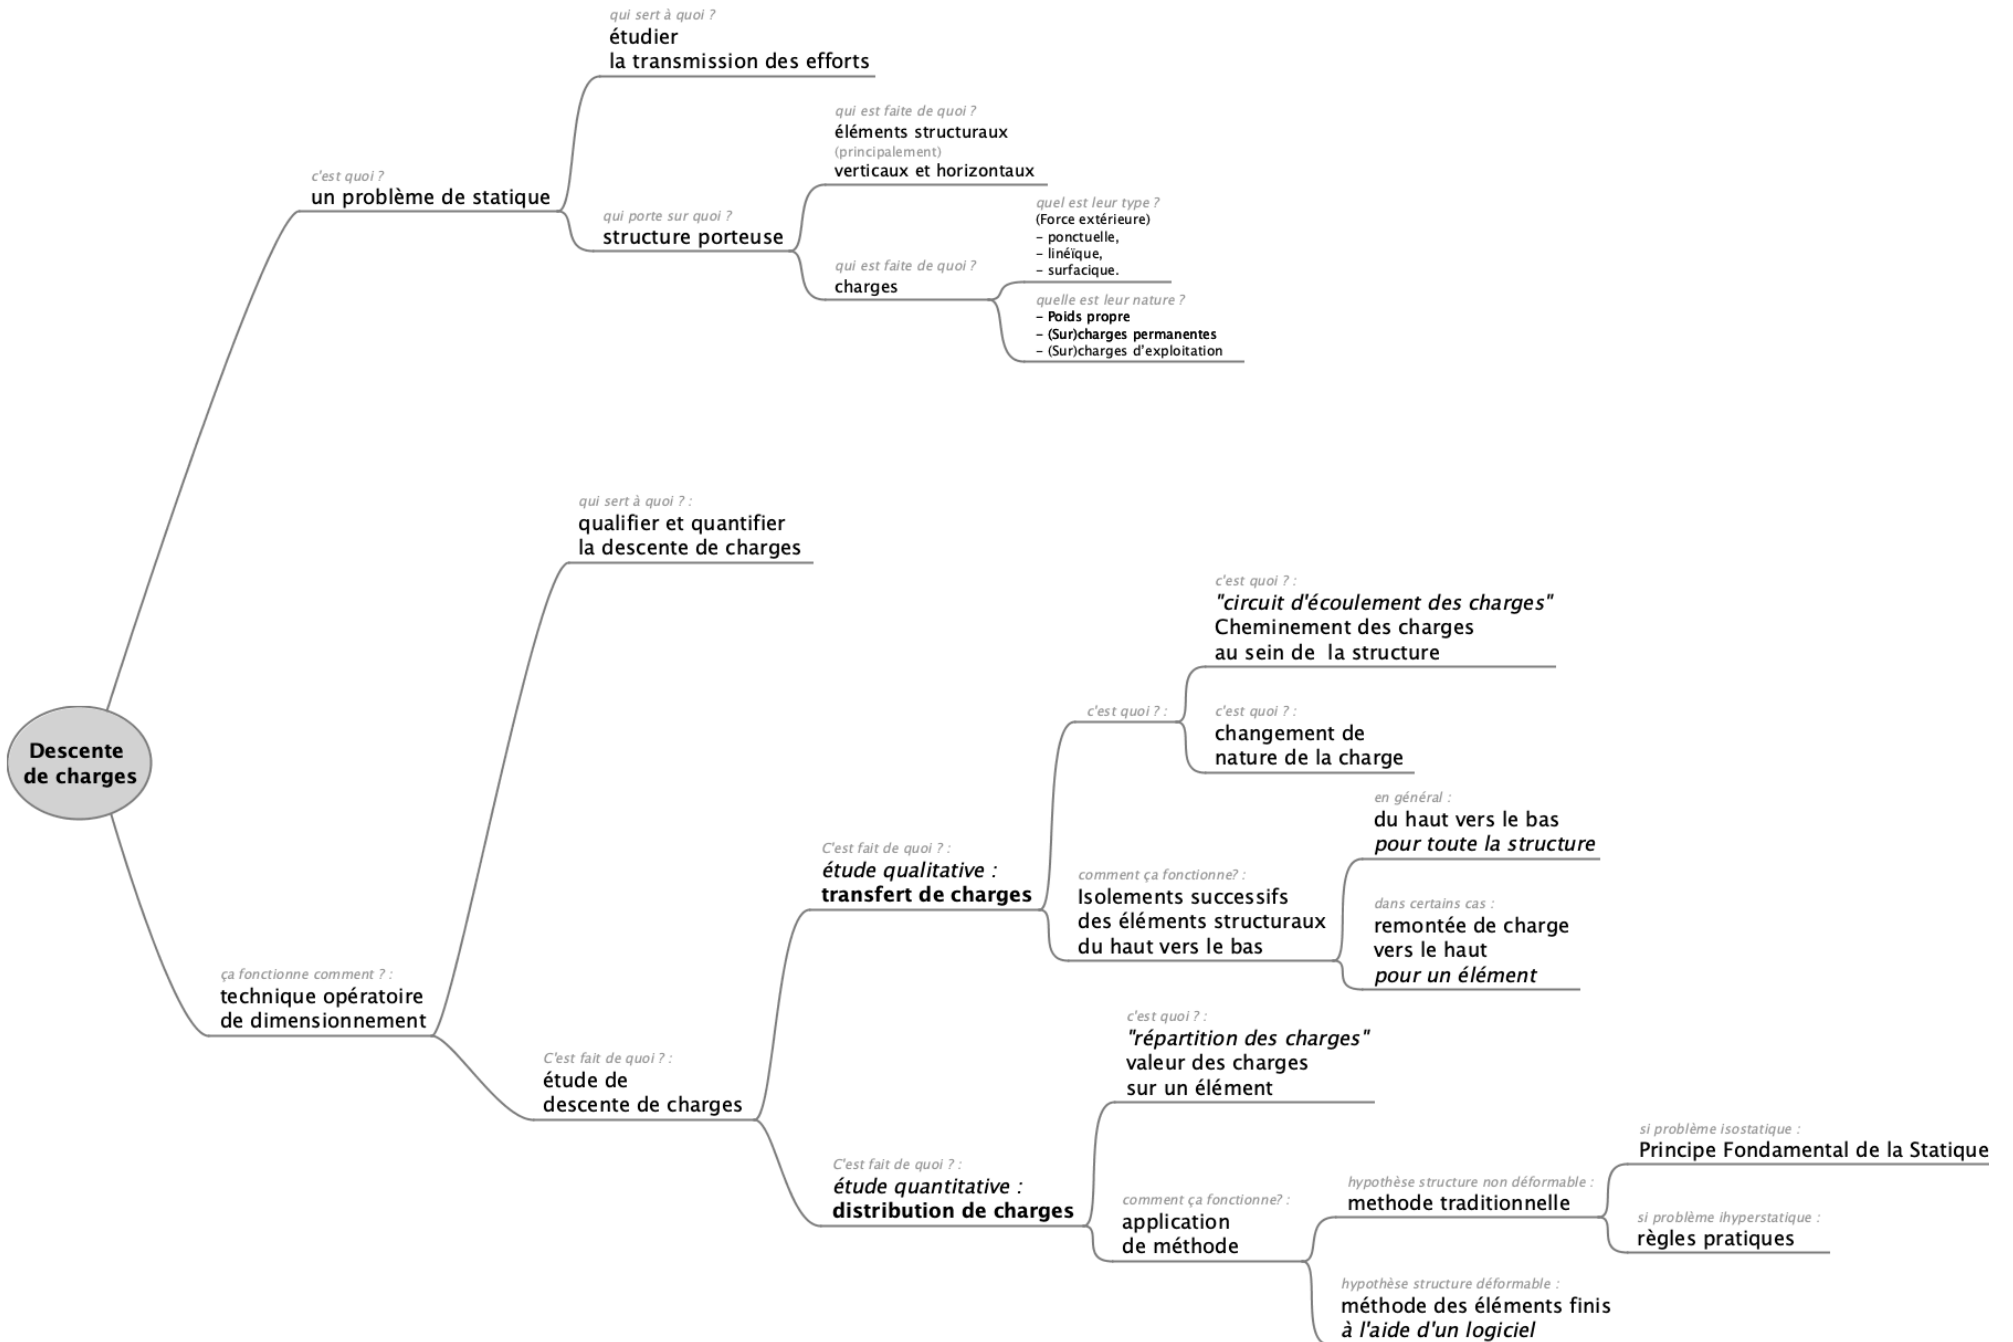 qui sert à quoi ?
étudier
la transmission des efforts
qui est faite de quoi ?
éléments structuraux
(principalement)
verticaux et horizontaux
c'est quoi ?
un problème de statique
qui porte sur quoi ?
structure porteuse
quel est leur type ?
(Force extérieure)
– ponctuelle,
– linéïque,
– surfacique.
qui est faite de quoi ?
charges
quelle est leur nature ?
– Poids propre
– (Sur)charges permanentes
– (Sur)charges d'exploitation
qui sert à quoi ? :
qualifier et quantifier
la descente de charges
c'est quoi ? :
"circuit d'écoulement des charges"
Cheminement des charges
au sein de  la structure
c'est quoi ? :
c'est quoi ? :
changement de
nature de la charge
Descente
de charges
en général :
du haut vers le bas
pour toute la structure
C'est fait de quoi ? :
étude qualitative :
transfert de charges
comment ça fonctionne? :
Isolements successifs
des éléments structuraux
du haut vers le bas
dans certains cas :
remontée de charge
vers le haut
pour un élément
ça fonctionne comment ? :
technique opératoire
de dimensionnement
c'est quoi ? :
"répartition des charges"
valeur des charges
sur un élément
C'est fait de quoi ? :
étude de
descente de charges
si problème isostatique :
Principe Fondamental de la Statique
C'est fait de quoi ? :
étude quantitative :
distribution de charges
hypothèse structure non déformable :
methode traditionnelle
comment ça fonctionne? :
application
de méthode
si problème ihyperstatique :
règles pratiques
hypothèse structure déformable :
méthode des éléments finis
à l'aide d'un logiciel